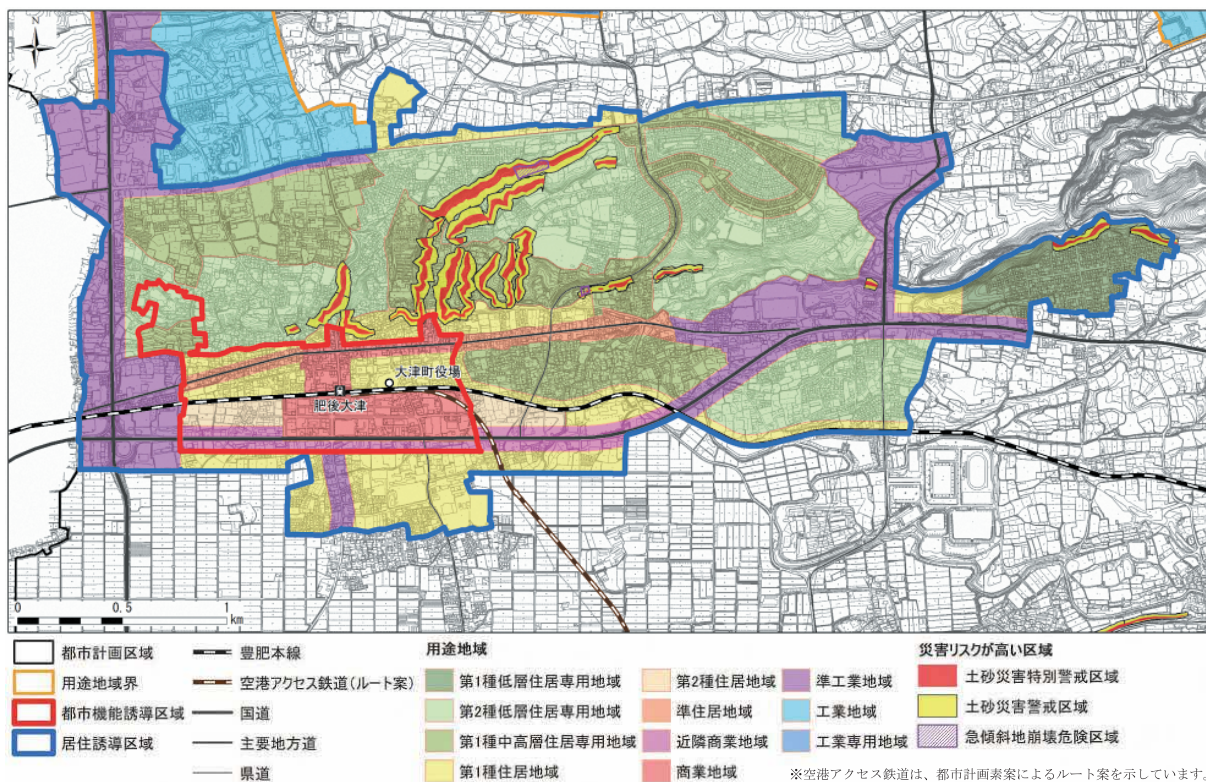 N
大津町役場
肥後大津
0 0.5 1
km
都市計画区域
用途地域界
都市機能誘導区域
居住誘導区域
豊肥本線
空港アクセス鉄道(ルート案)
国道
主要地方道
県道
用途地域
第1種低層住居専用地域
第2種低層住居専用地域
第1種中高層住居専用地域
第1種住居地域
第2種住居地域
準住居地域
近隣商業地域
商業地域
準工業地域
工業地域
工業専用地域
災害リスクが高い区域
土砂災害特別警戒区域
土砂災害警戒区域
急傾斜地崩壊危険区域
※空港アクセス鉄道は、都市計画素案によるルート案を示しています。